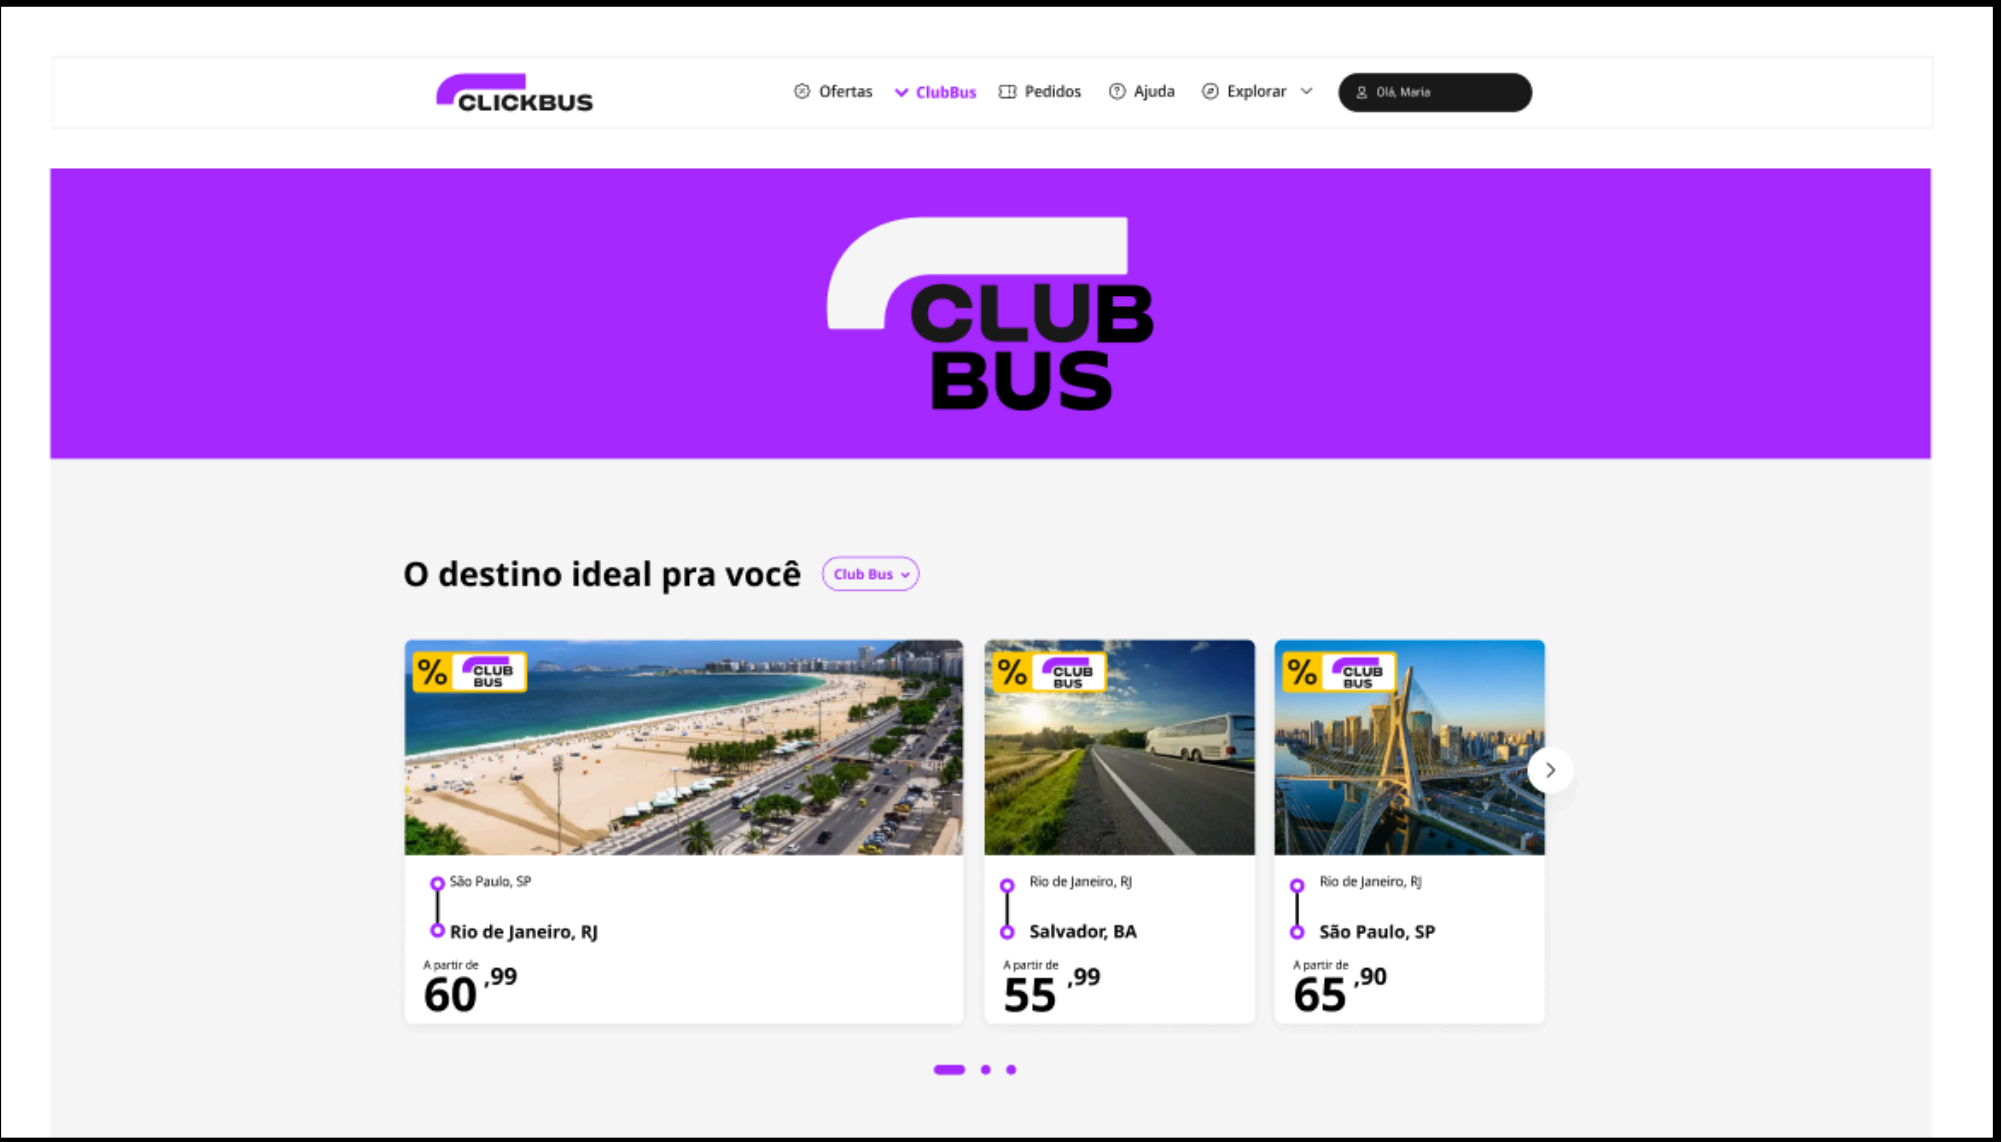 CLICKBUS
Ofertas ClubBus Pedidos Ajuda Explorar Olá, Maria
CLUB
BUS
O destino ideal pra você Club Bus
% CLUB
BUS
São Paulo, SP
Rio de Janeiro, RJ
A partir de
60 ,99
% CLUB
BUS
Rio de Janeiro, RJ
Salvador, BA
A partir de
55 ,99
% CLUB
BUS
Rio de Janeiro, RJ
São Paulo, SP
A partir de
65 ,90